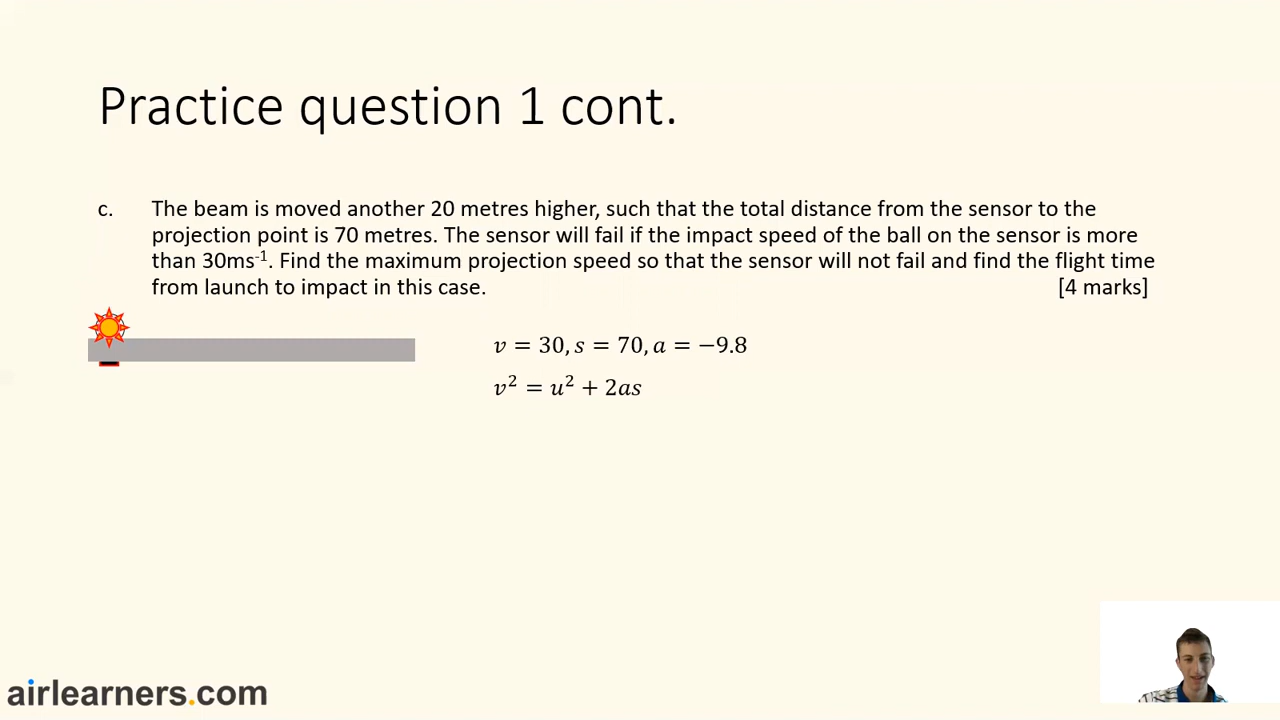 Practice question 1 cont.
c. The beam is moved another 20 metres higher, such that the total distance from the sensor to the
projection point is 70 metres. The sensor will fail if the impact speed of the ball on the sensor is more
than 30ms⁻¹. Find the maximum projection speed so that the sensor will not fail and find the flight time
from launch to impact in this case. [4 marks]
v = 30, s = 70, a = −9.8
v² = u² + 2as
airlearners.com